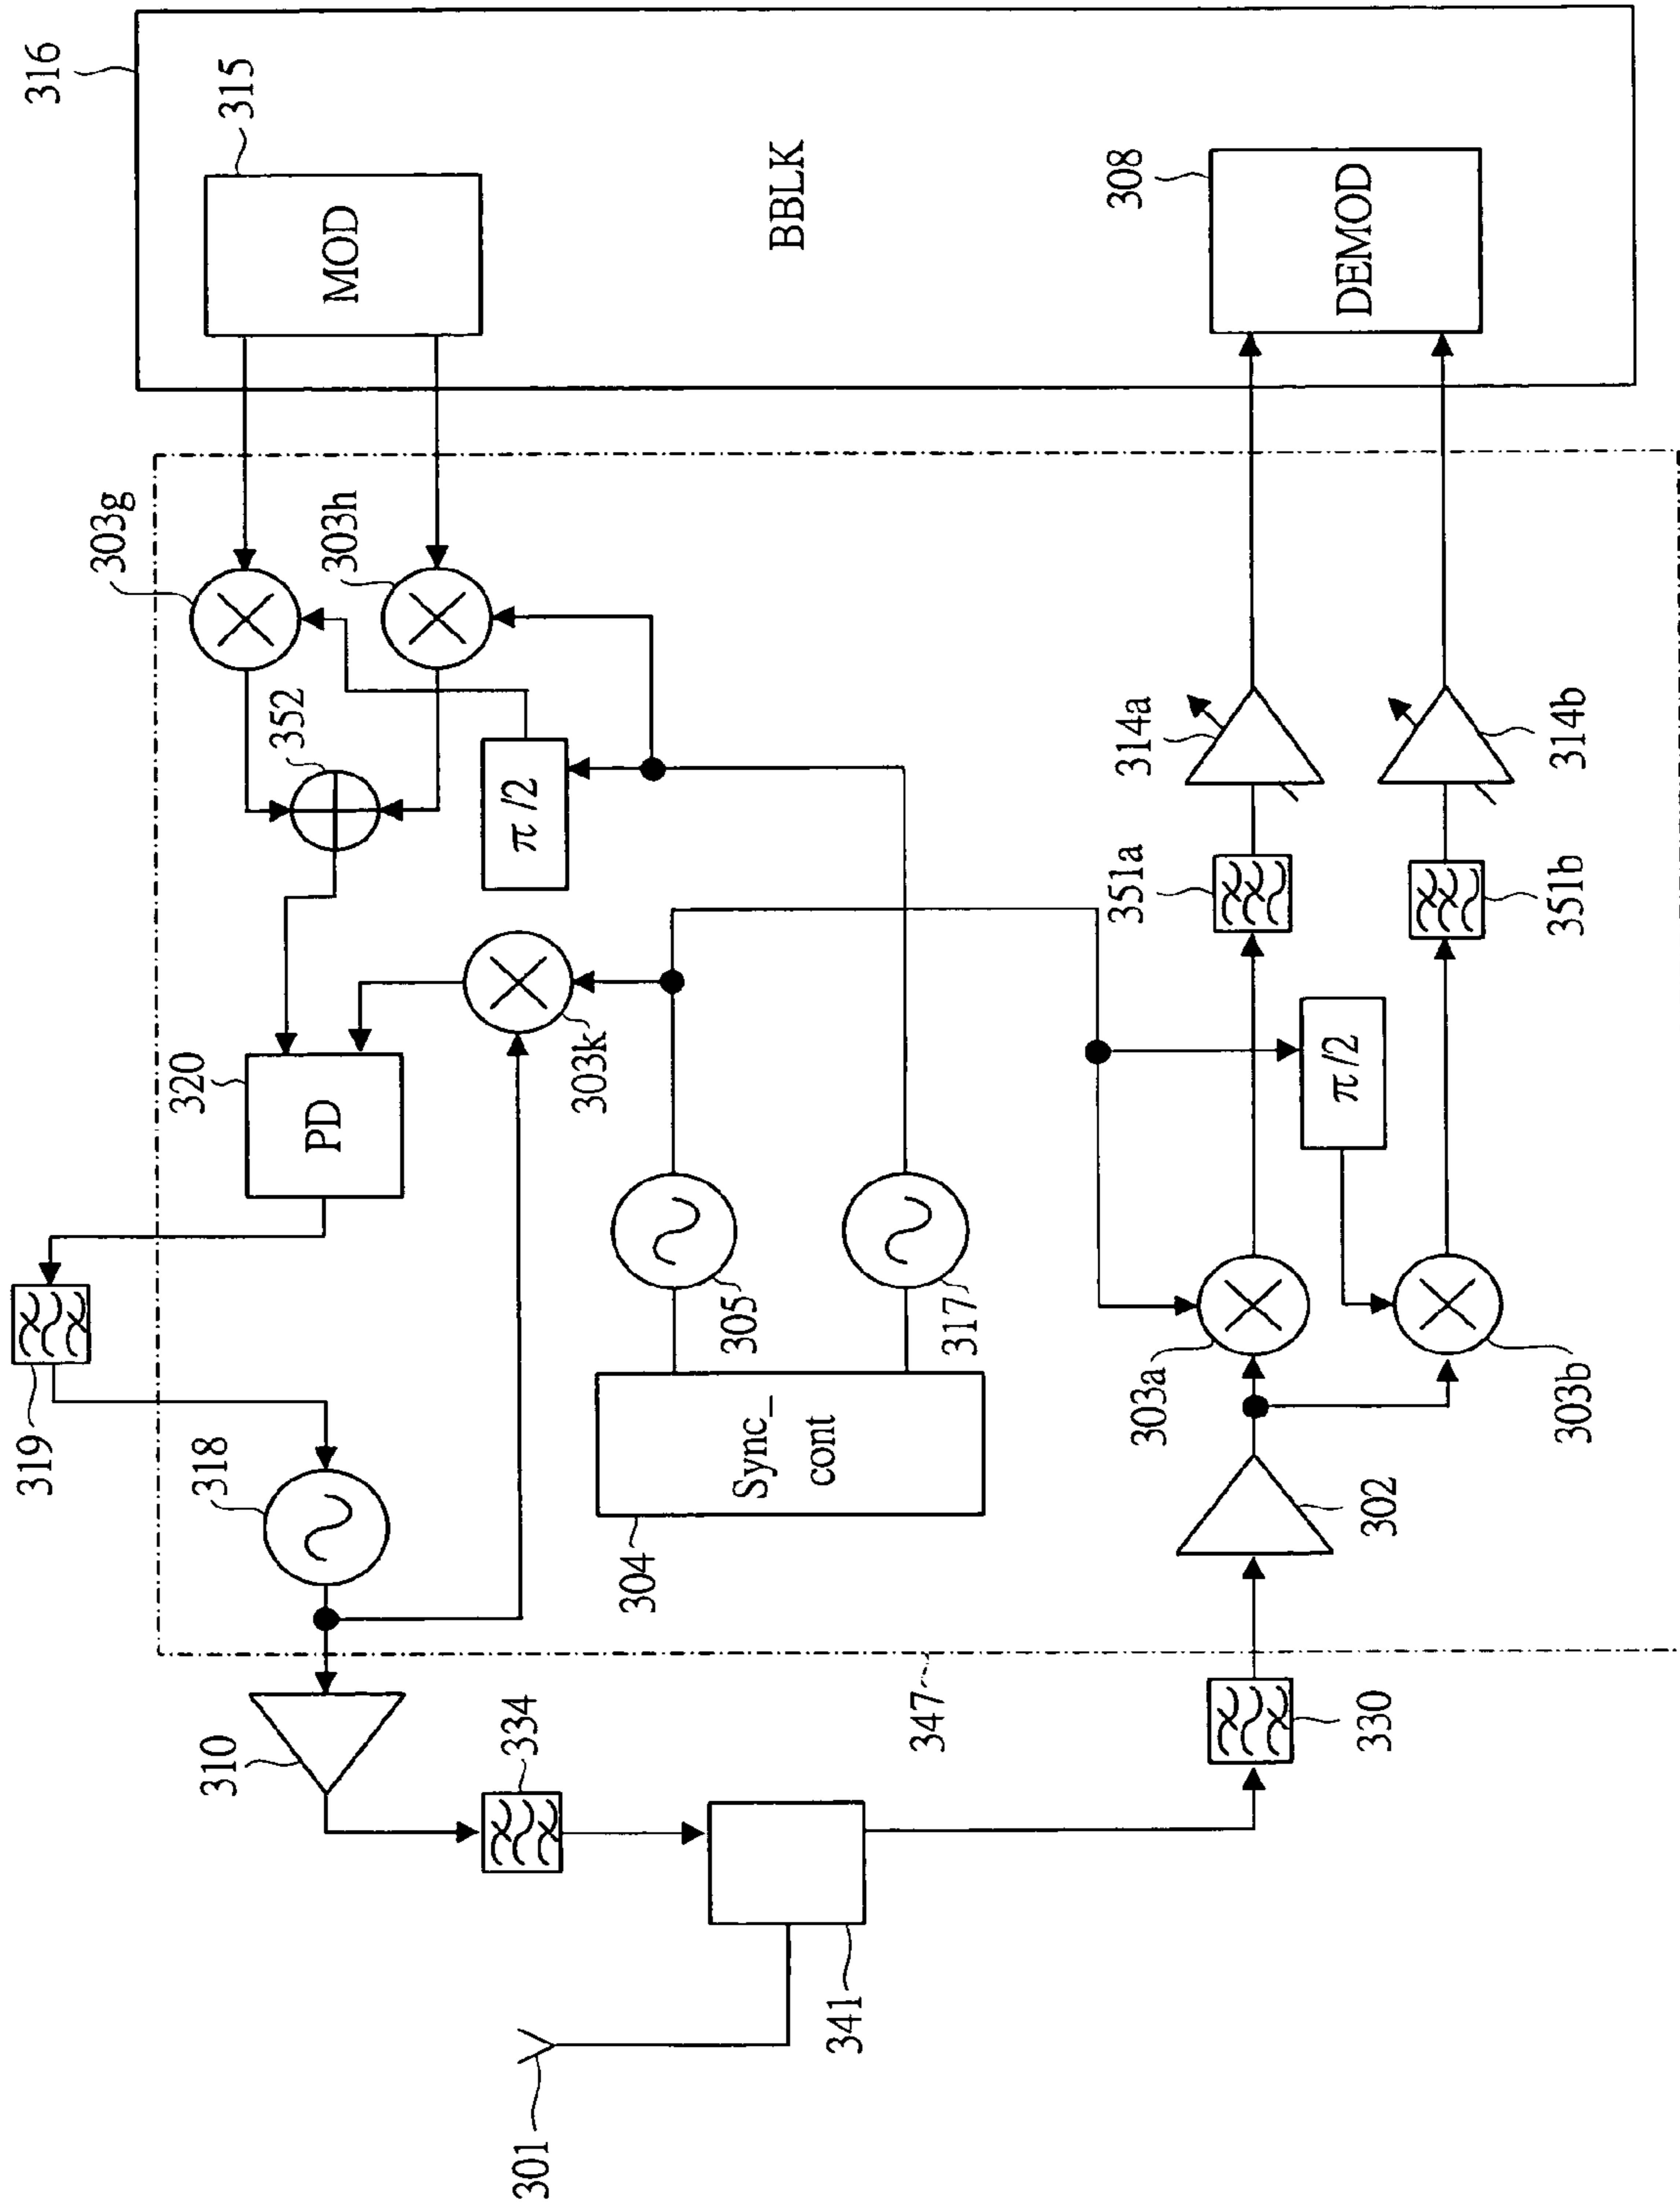 316
315
MOD
BBLK
308
DEMOD
303g
303h
352
π/2
314a
314b
351a
351b
320
PD
303k
π/2
319
318
305
317
304
Sync_
cont
303a
303b
302
310
334
347
330
341
301